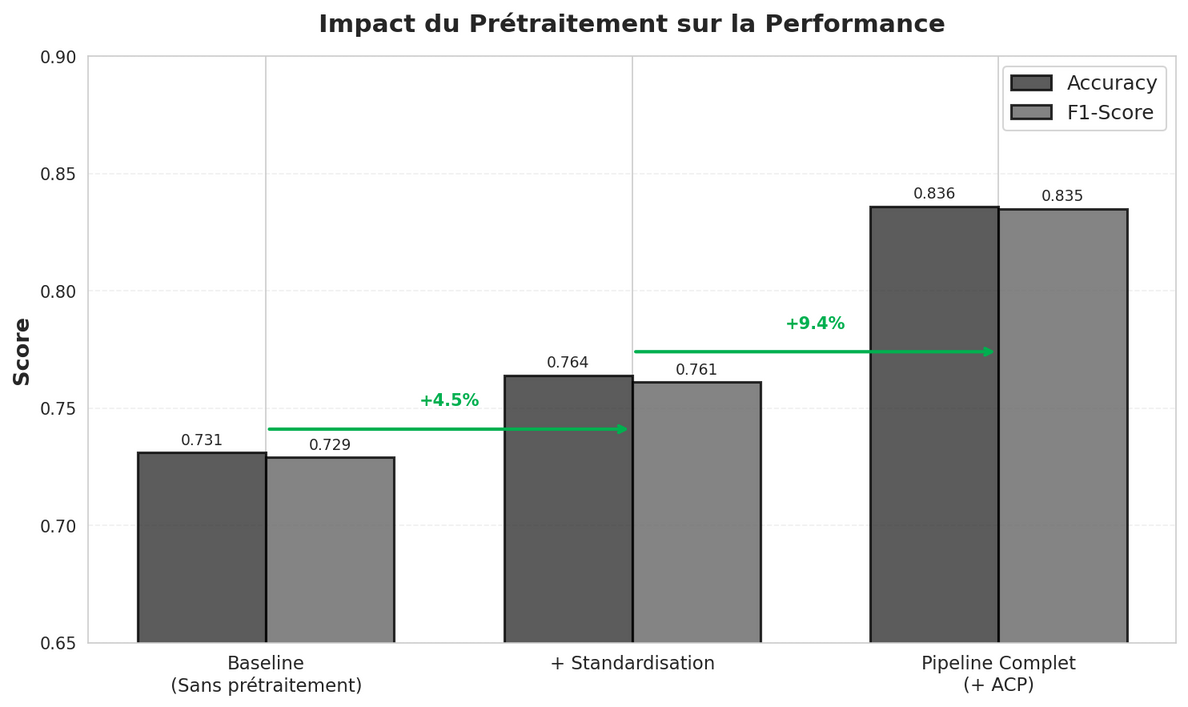 Impact du Prétraitement sur la Performance
Score
0.90
0.85
0.80
0.75
0.70
0.65
Accuracy
F1-Score
0.731
0.729
+4.5%
0.764
0.761
+9.4%
0.836
0.835
Baseline
(Sans prétraitement)
+ Standardisation
Pipeline Complet
(+ ACP)